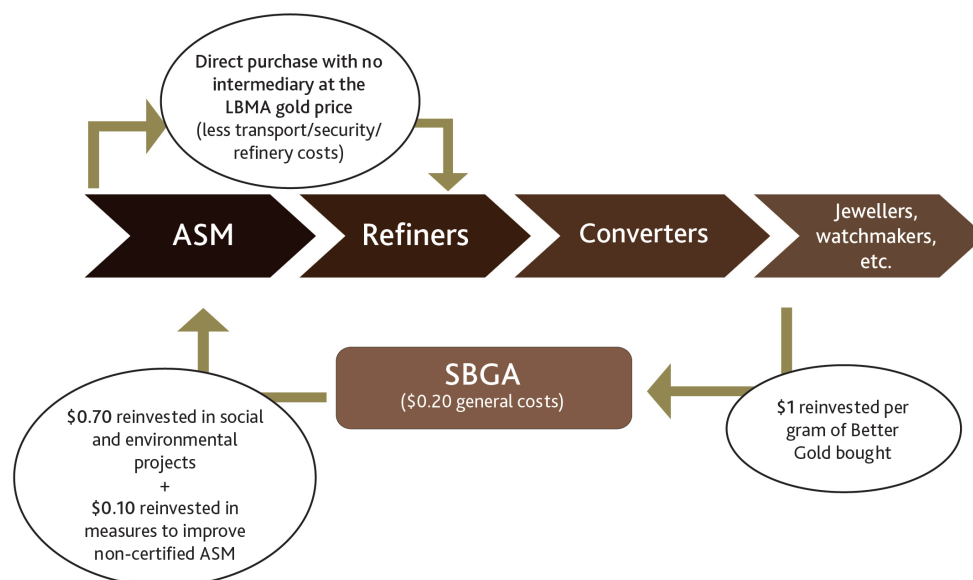 Direct purchase with no
intermediary at the
LBMA gold price
(less transport/security/
refinery costs)
ASM
Refiners
Converters
Jewellers,
watchmakers,
etc.
SBGA
($0.20 general costs)
$0.70 reinvested in social
and environmental
projects
+
$0.10 reinvested in
measures to improve
non-certified ASM
$1 reinvested per
gram of Better
Gold bought